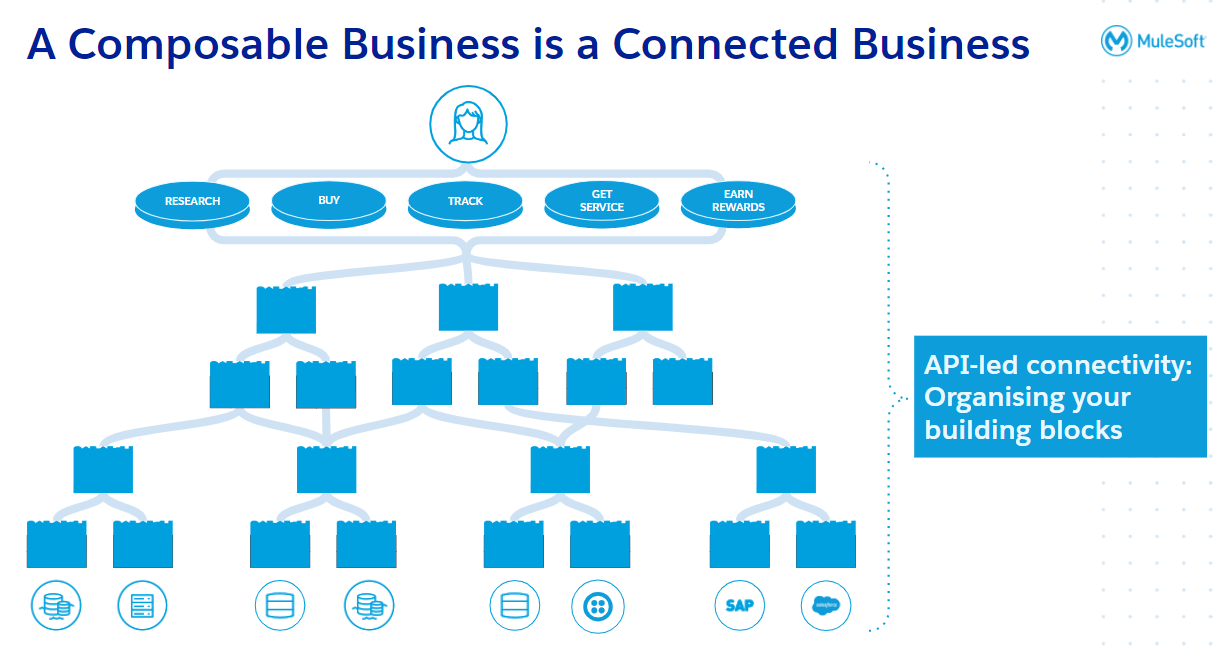 A Composable Business is a Connected Business
MuleSoft
RESEARCH
BUY
TRACK
GET
SERVICE
EARN
REWARDS
API-led connectivity:
Organising your
building blocks
SAP
salesforce